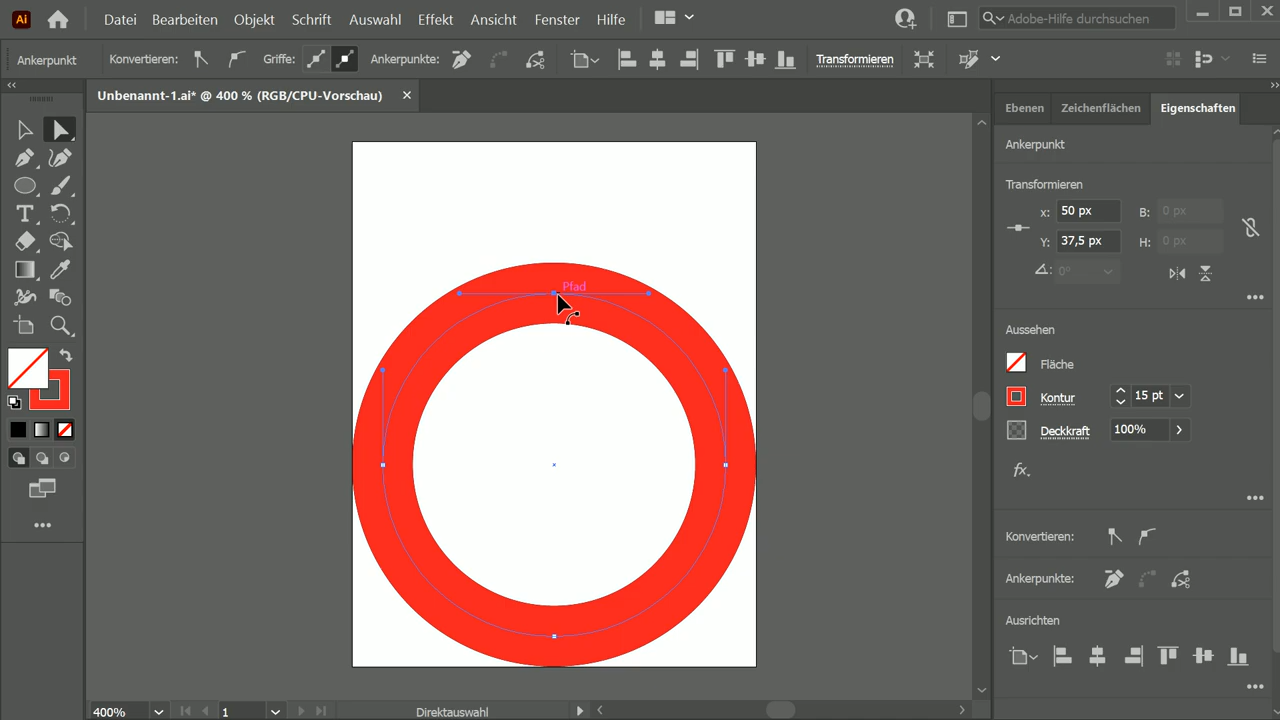 Ai Datei Bearbeiten Objekt Schrift Auswahl Effekt Ansicht Fenster Hilfe Adobe-Hilfe durchsuchen
Ankerpunkt Konvertieren: Griffe: Ankerpunkte: Transformieren
Unbenannt-1.ai* @ 400 % (RGB/CPU-Vorschau)
Ebenen Zeichenflächen Eigenschaften
Ankerpunkt
Transformieren
X: 50 px B: 0 px
Y: 37,5 px H: 0 px
0°
Pfad
Aussehen
Fläche
Kontur 15 pt
Deckkraft 100%
fx.
Konvertieren:
Ankerpunkte:
Ausrichten
400% 1 Direktauswahl